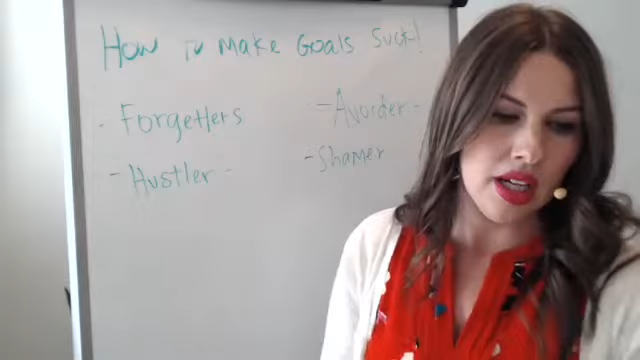 How To Make Goals Suck!
- Forgetters - Avoider -
- Hustler - - Shamer